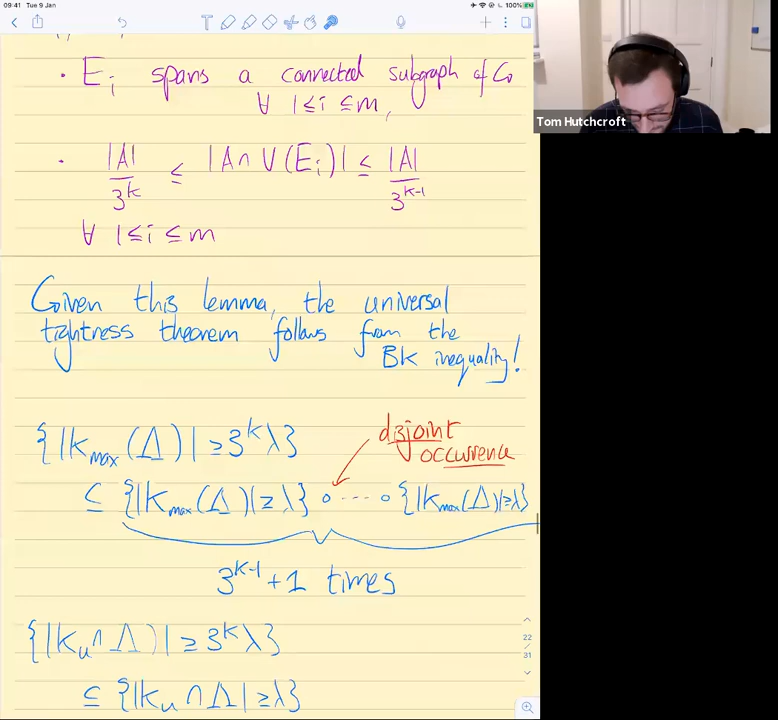 09:41 Tue 9 Jan
100%
Tom Hutchcroft
· E_i spans a connected subgraph of G
∀ 1≤i≤m,
· |A|/3^k ≤ |A∩V(E_i)| ≤ |A|/3^{k-1}
∀ 1≤i≤m
Given this lemma, the universal
tightness theorem follows from the
BK inequality!
{|K_max(Λ)| ≥ 3^k λ}
disjoint
occurrence
⊆ {|K_max(Λ)| ≥ λ} ∘ ··· ∘ {|K_max(Λ)| ≥ λ}
3^{k-1} + 1 times
{|K_u ∩ Λ)| ≥ 3^k λ}
⊆ {|K_u ∩ Λ| ≥ λ}
22
/
31